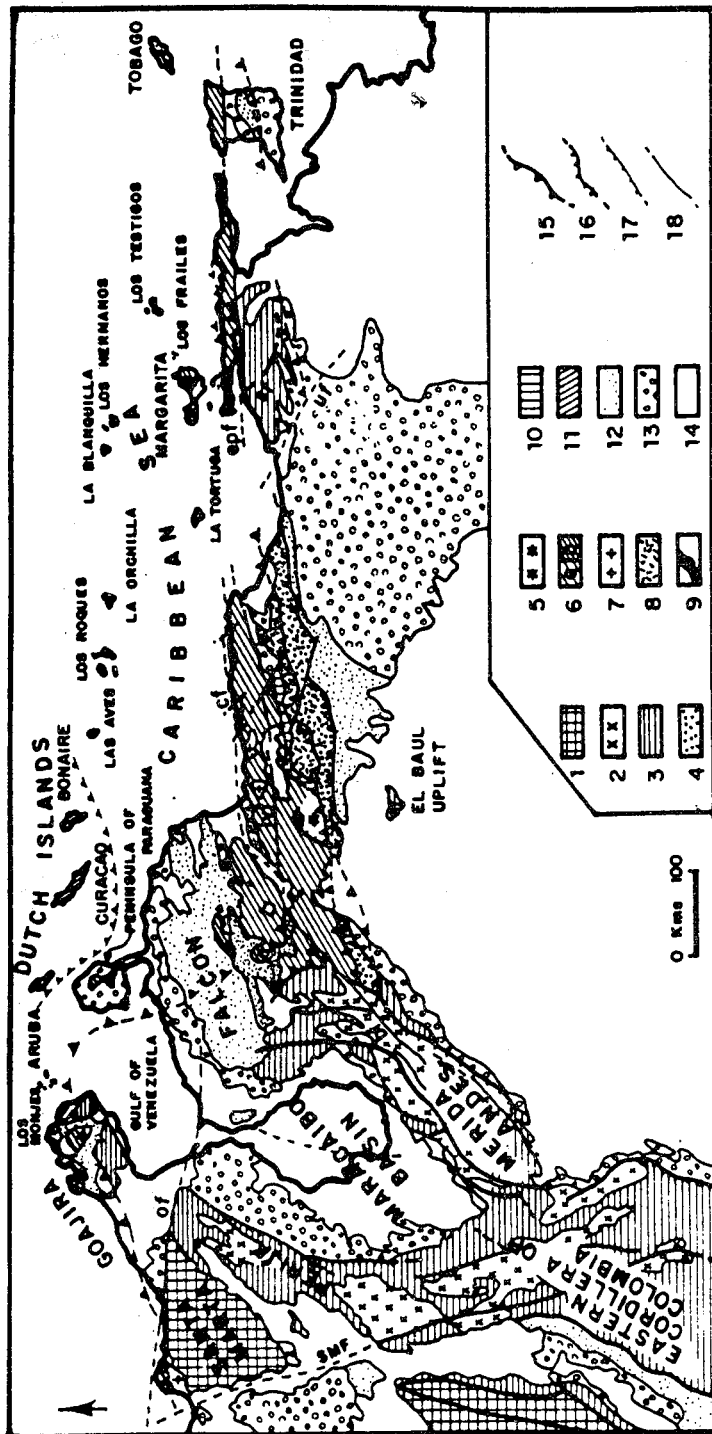 TOBAGO
TRINIDAD
LOS TESTIGOS
LOS FRAILES
LA BLANQUILLA
LOS HERMANOS
MARGARITA
CARIBBEAN SEA
LA TORTUGA
LA ORCHILLA
LOS ROQUES
LAS AVES
DUTCH ISLANDS
BONAIRE
CURACAO
PENINSULA OF
PARAGUANA
ARUBA
LOS
MONJES
GULF OF
VENEZUELA
GOAJIRA
FALCON
MARACAIBO
BASIN
MERIDA
ANDES
EASTERN
CORDILLERA OF
COLOMBIA
EL BAUL
UPLIFT
of
SMF
cf
epf
uf
0 Kms 100
1
2
3
4
5
6
7
8
9
10
11
12
13
14
15
16
17
18